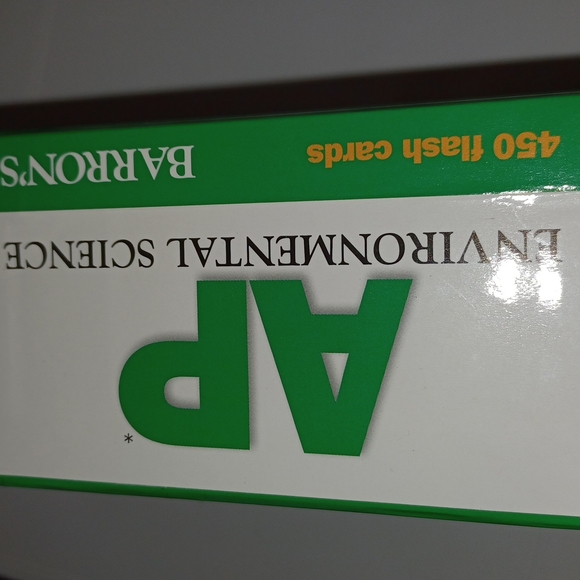 AP*
ENVIRONMENTAL SCIENCE
450 flash cards BARRON'S